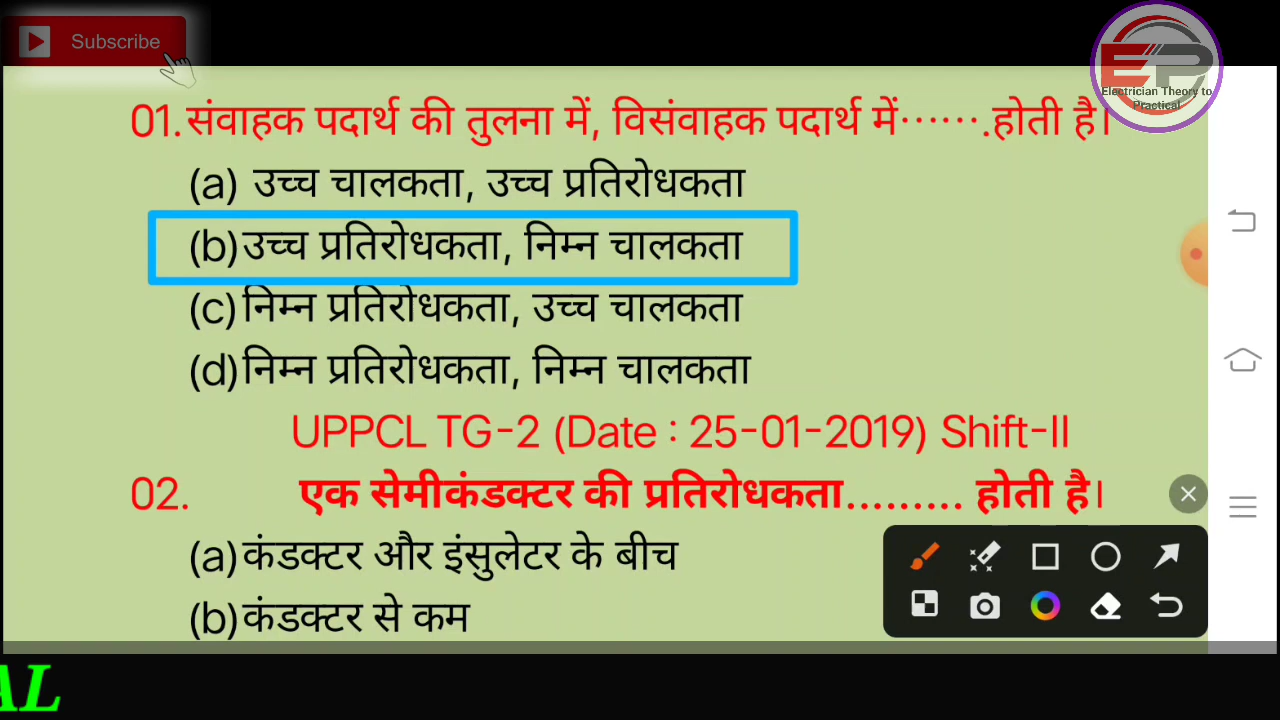 Subscribe
EP
Electrician Theory to
Practical
01.संवाहक पदार्थ की तुलना में, विसंवाहक पदार्थ में·······.होती है।
(a) उच्च चालकता, उच्च प्रतिरोधकता
(b)उच्च प्रतिरोधकता, निम्न चालकता
(c)निम्न प्रतिरोधकता, उच्च चालकता
(d)निम्न प्रतिरोधकता, निम्न चालकता
UPPCL TG-2 (Date : 25-01-2019) Shift-II
02. एक सेमीकंडक्टर की प्रतिरोधकता......... होती है।
(a)कंडक्टर और इंसुलेटर के बीच
(b)कंडक्टर से कम
AL